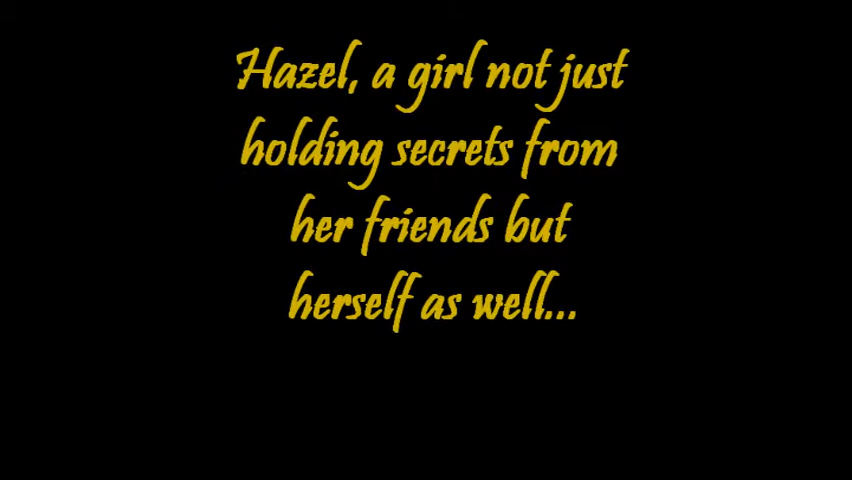 Hazel, a girl not just
holding secrets from
her friends but
herself as well...